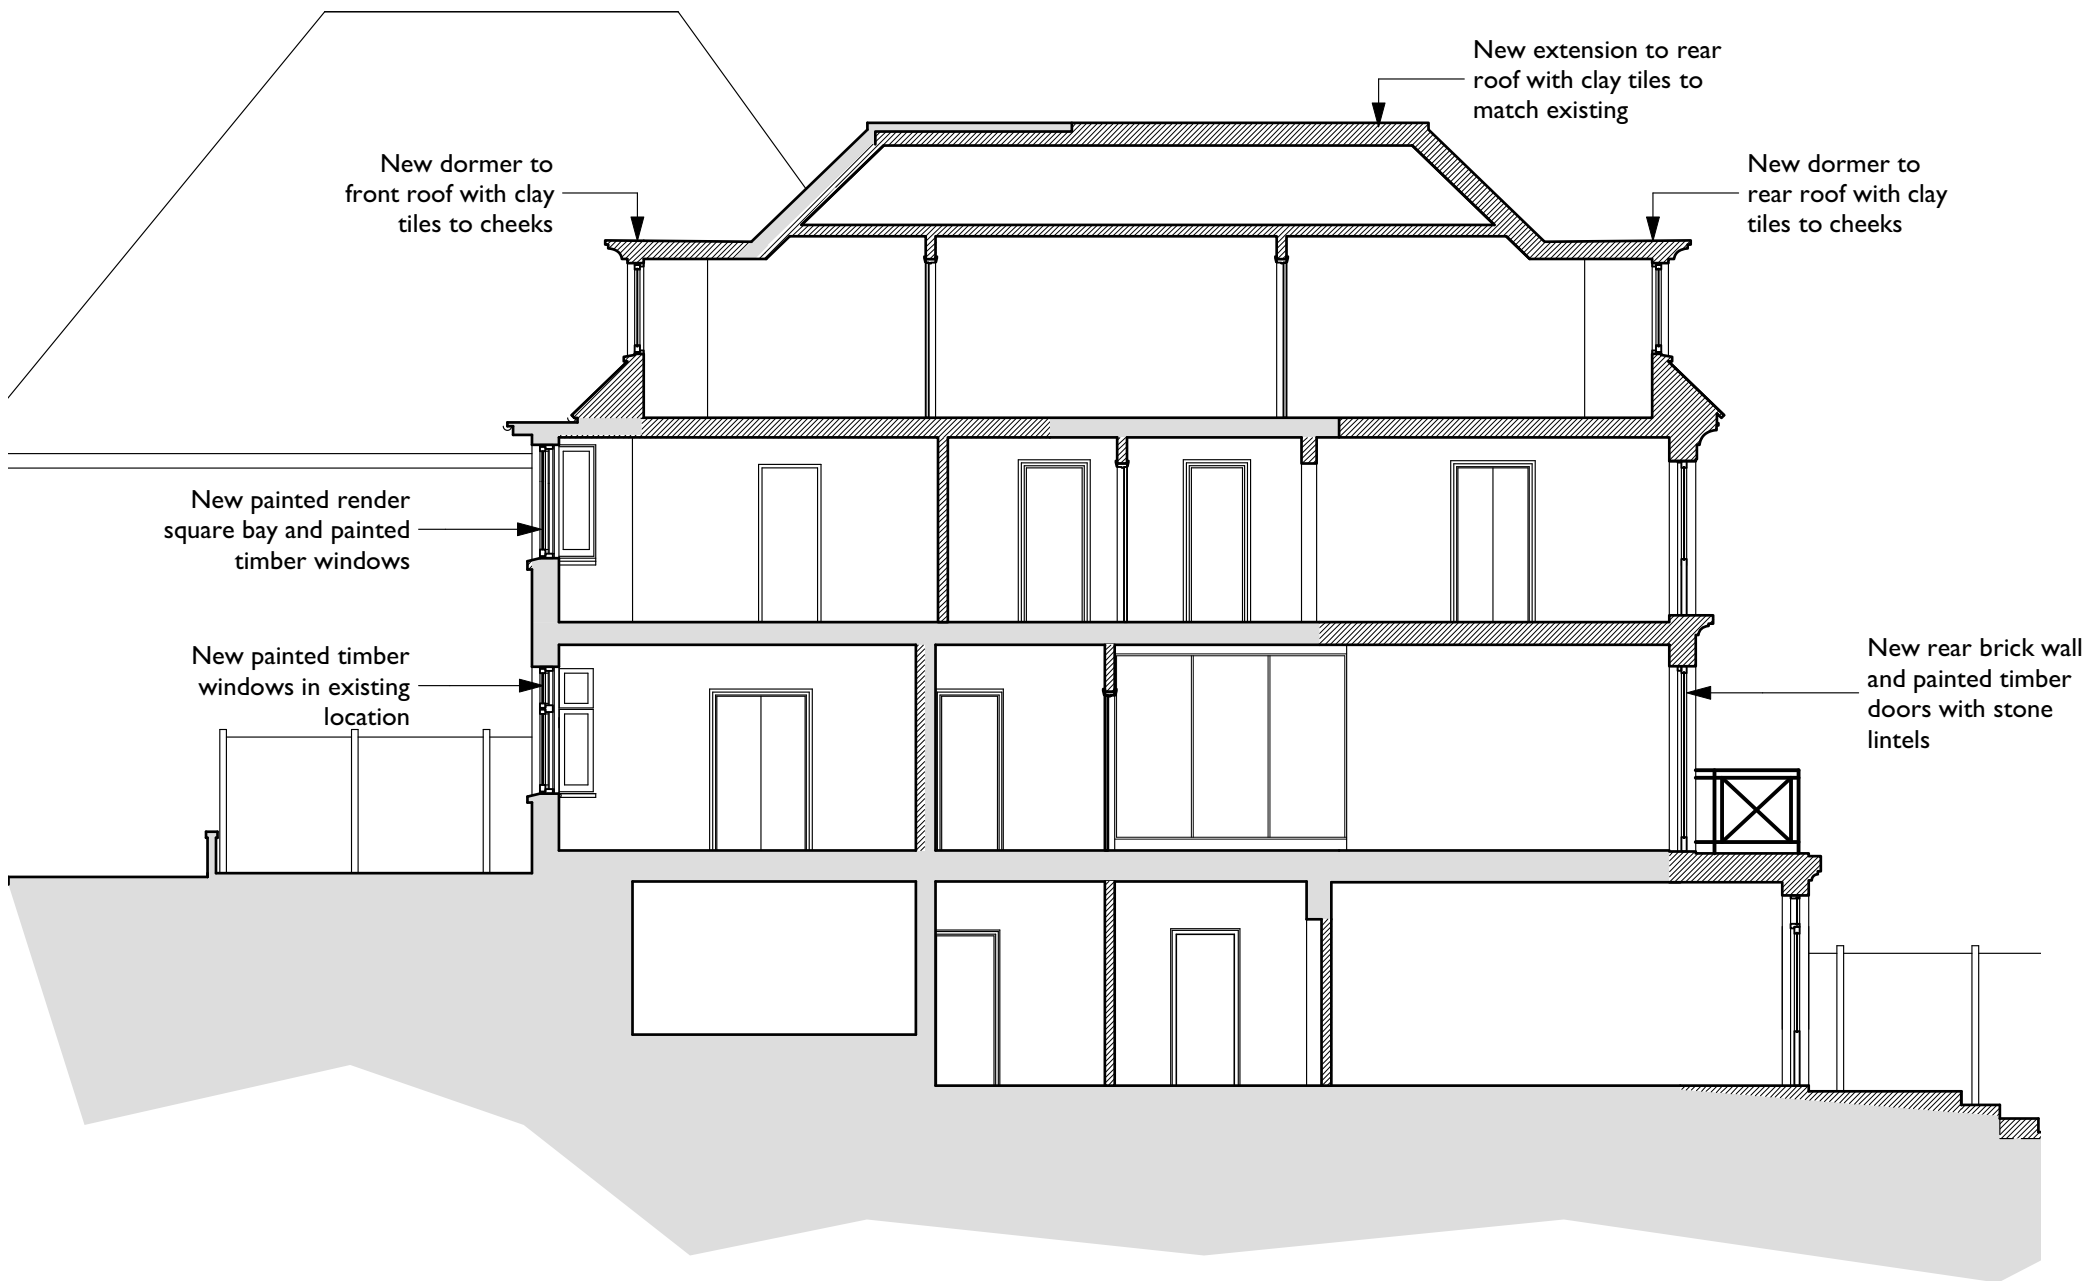 New extension to rear
roof with clay tiles to
match existing
New dormer to
front roof with clay
tiles to cheeks
New dormer to
rear roof with clay
tiles to cheeks
New painted render
square bay and painted
timber windows
New painted timber
windows in existing
location
New rear brick wall
and painted timber
doors with stone
lintels